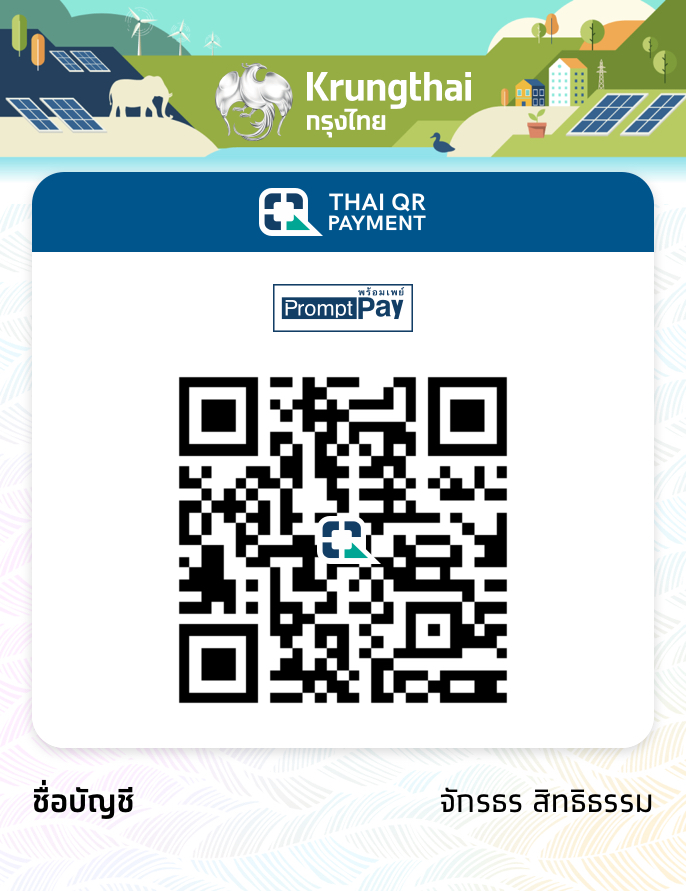 Krungthai
กรุงไทย
THAI QR
PAYMENT
พร้อมเพย์
PromptPay
ชื่อบัญชี
จักรธร สิทธิธรรม